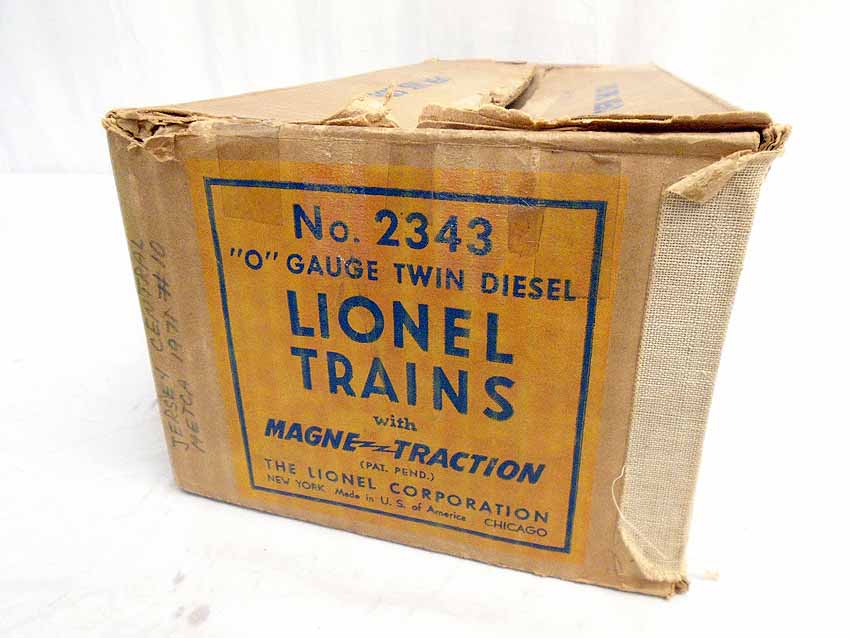 No. 2343
"O" GAUGE TWIN DIESEL
LIONEL
TRAINS
with
MAGNE TRACTION
(PAT. PEND.)
THE LIONEL CORPORATION
NEW YORK Made in U. S. of America CHICAGO
JERSEY CENTRAL
METCA 1971 #10